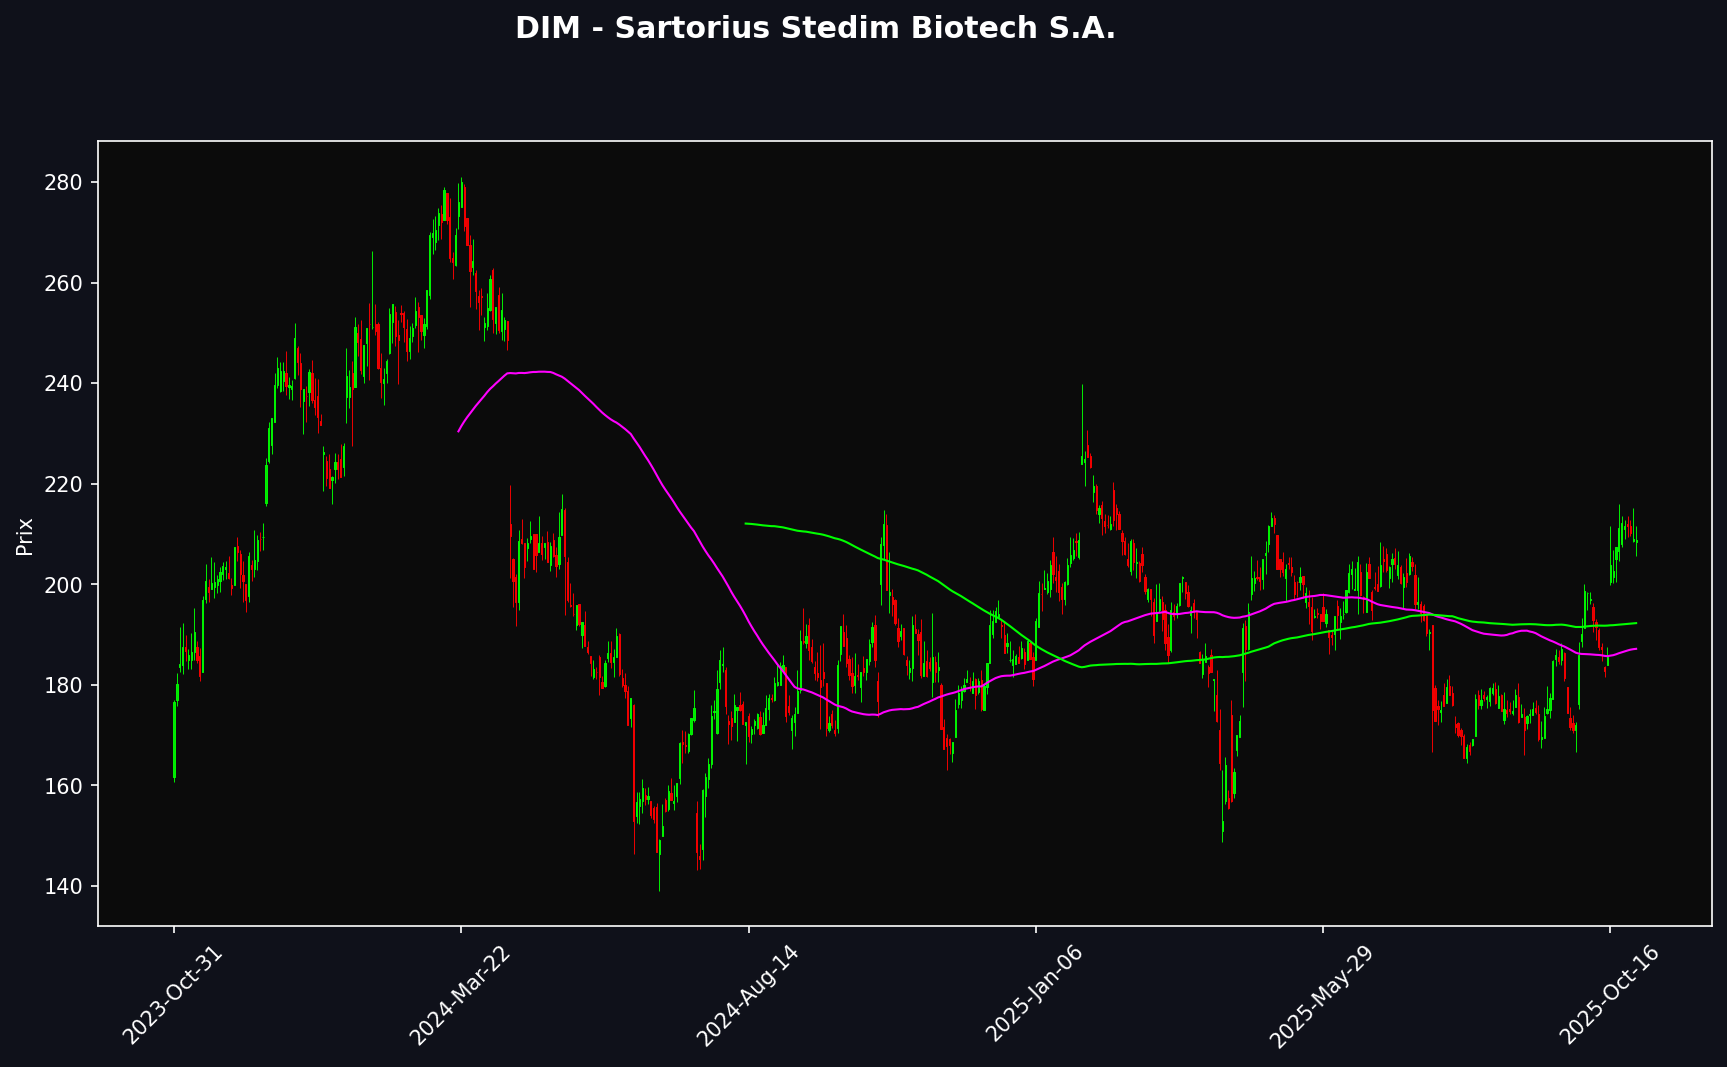 DIM - Sartorius Stedim Biotech S.A.
Prix
280
260
240
220
200
180
160
140
2023-Oct-31
2024-Mar-22
2024-Aug-14
2025-Jan-06
2025-May-29
2025-Oct-16